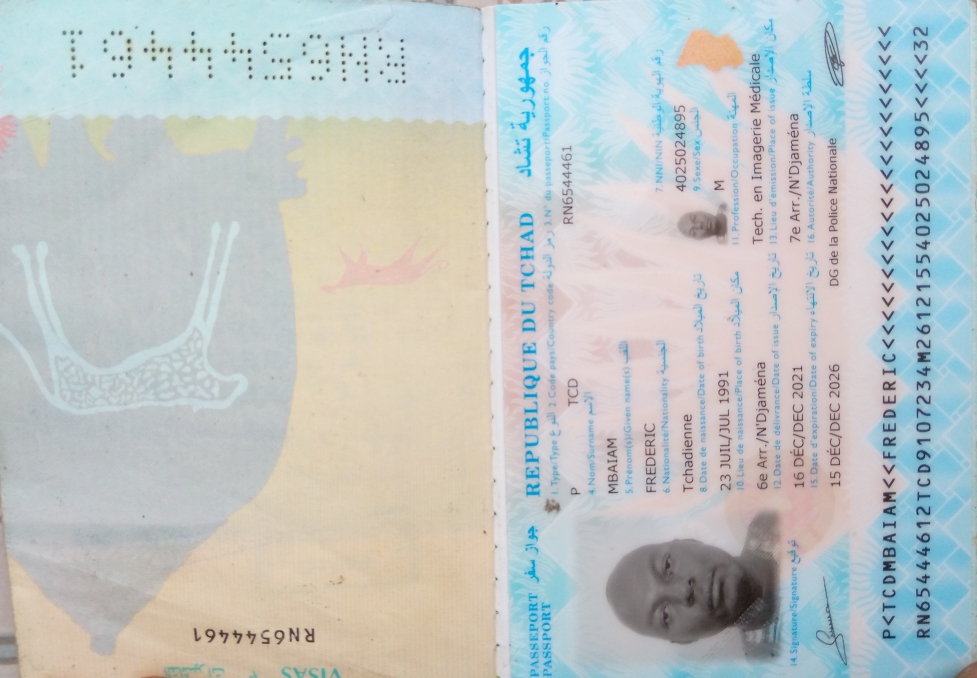 VISAS
RN6544461
RN6544461
PASSEPORT جواز سفر
PASSPORT
REPUBLIQUE DU TCHAD جمهورية تشاد
1. Type/Type النوع 2. Code pays/Country code رمز الدولة 3. N° du passeport/Passport no. رقم الجواز
P TCD RN6544461
4. Nom/Surname الاسم
MBAIAM
5. Prénom(s)/Given name(s) اللقب
FREDERIC
6. Nationalité/Nationality الجنسية 7. NNI/NIN رقم الهوية الوطنية
Tchadienne 4025024895
8. Date de naissance/Date of birth تاريخ الميلاد 9. Sexe/Sex الجنس
23 JUIL/JUL 1991 M
10. Lieu de naissance/Place of birth مكان الميلاد 11. Profession/Occupation المهنة
6e Arr./N'Djaména Tech. en Imagerie Médicale
12. Date de délivrance/Date of issue تاريخ الإصدار 13. Lieu d'émission/Place of issue مكان الإصدار
16 DÉC/DEC 2021 7e Arr./N'Djaména
14. Signature/Signature توقيع
15. Date d'expiration/Date of expiry تاريخ الانتهاء 16. Autorité/Authority سلطة الإصدار
15 DÉC/DEC 2026 DG de la Police Nationale
P<TCDMBAIAM<<FREDERIC<<<<<<<<<<<<<<<<<<<<<<<
RN65444612TCD9107234M26121554025024895<<<<32